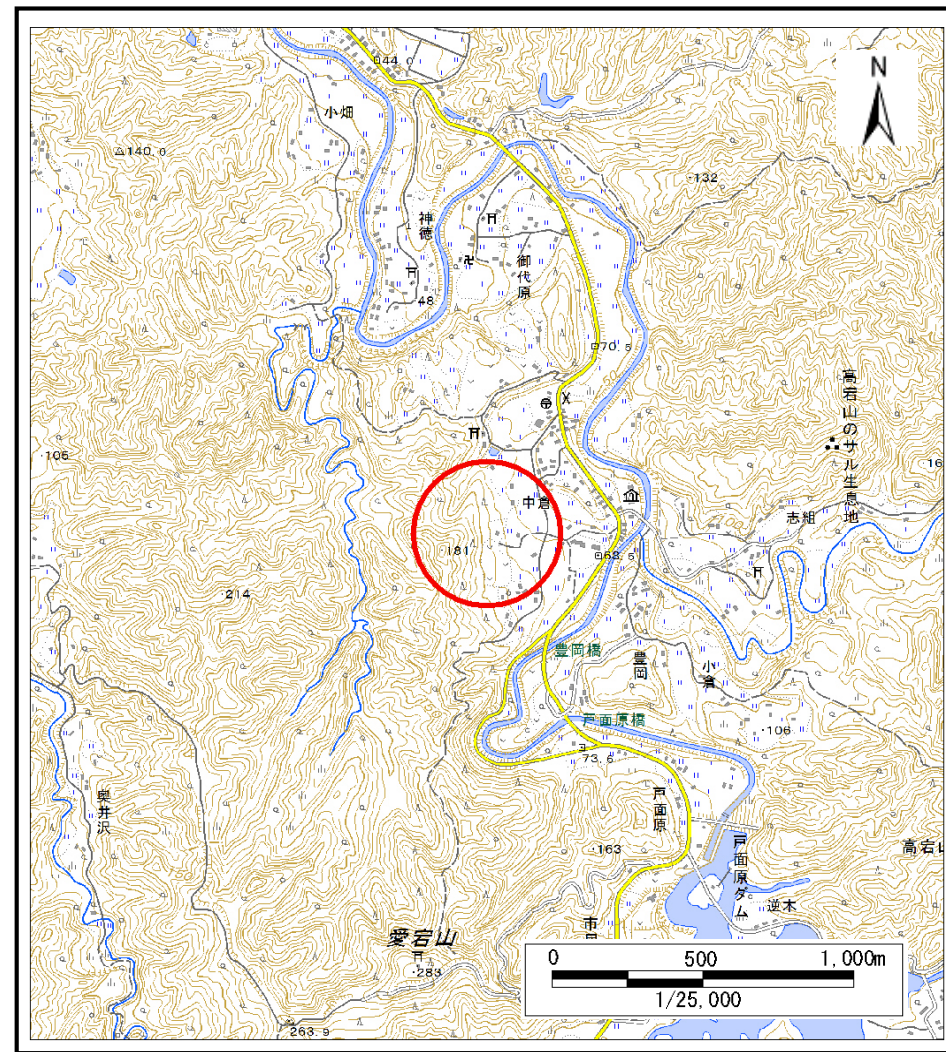 44.0
N
小畑
140.0
132
神徳
御代原
48
70.5
高宕山のサル生息地
105
中倉
志組
181
68.5
214
豊岡橋
豊岡
小倉
戸面原橋
106
73.6
奥井沢
戸面原
163
戸面原ダム
逆木
愛宕山
283
263.9
0 500 1,000m
1/25,000